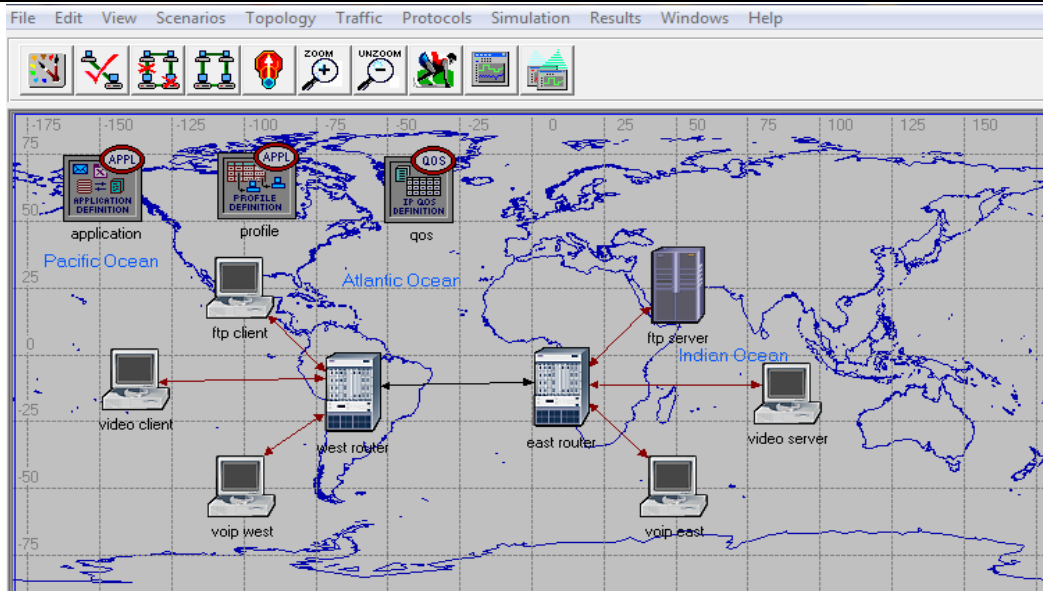 File Edit View Scenarios Topology Traffic Protocols Simulation Results Windows Help
ZOOM UNZOOM
-175 -150 -125 -100 -75 -50 -25 0 25 50 75 100 125 150
75
APPL
APPLICATION
DEFINITION
application
APPL
PROFILE
DEFINITION
profile
QOS
IP QOS
DEFINITION
qos
50
Pacific Ocean
Atlantic Ocean
25
ftp client
ftp server
Indian Ocean
0
video client
west router
east router
video server
-25
-50
voip west
voip east
-75